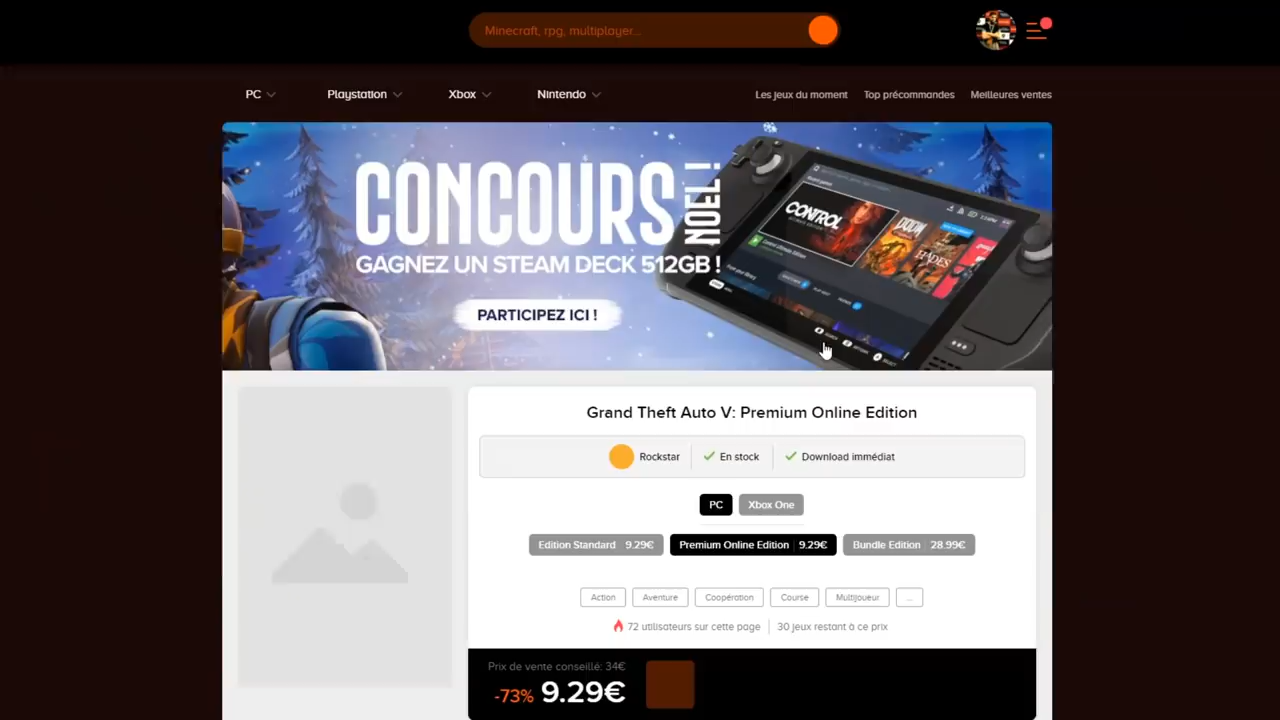 Minecraft, rpg, multiplayer...
PC
Playstation
Xbox
Nintendo
Les jeux du moment
Top précommandes
Meilleures ventes
CONCOURS
NOEL !
GAGNEZ UN STEAM DECK 512GB !
PARTICIPEZ ICI !
CONTROL
DOOM
HADES
Grand Theft Auto V: Premium Online Edition
Rockstar
En stock
Download immédiat
PC
Xbox One
Edition Standard 9.29€
Premium Online Edition 9.29€
Bundle Edition 28.99€
Action
Aventure
Coopération
Course
Multijoueur
...
72 utilisateurs sur cette page
30 jeux restant à ce prix
Prix de vente conseillé: 34€
-73% 9.29€